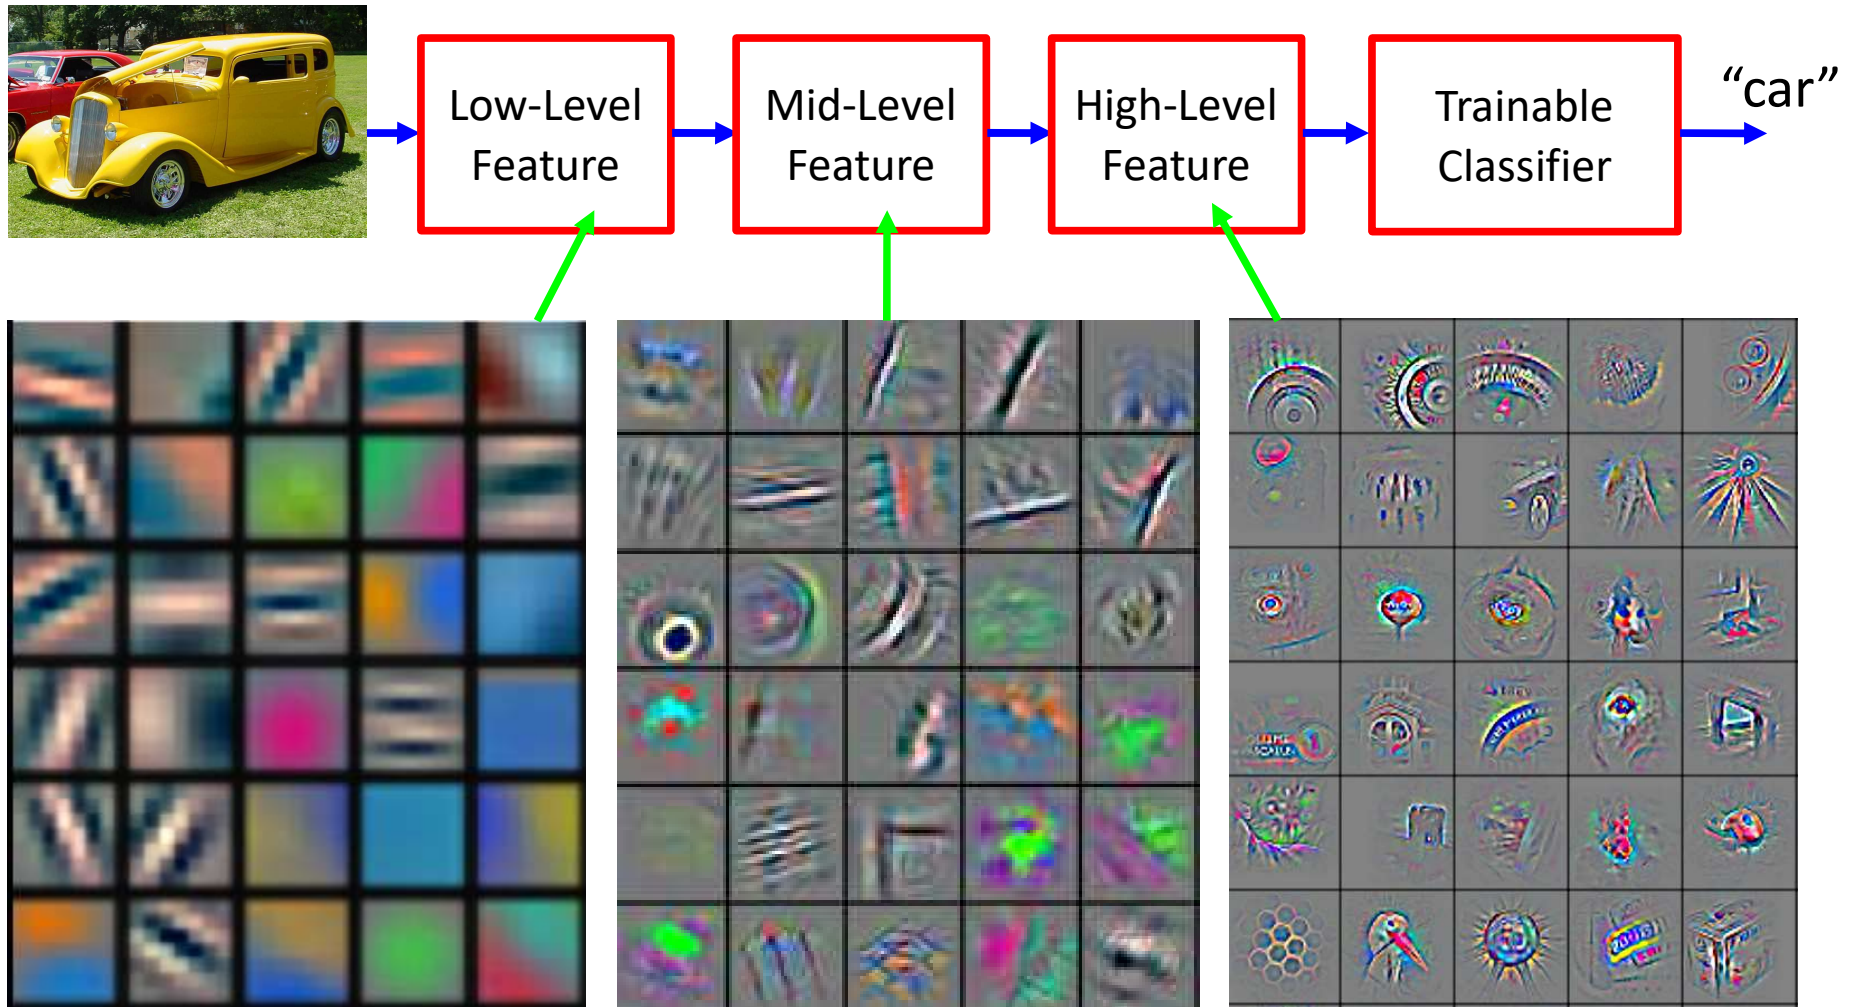 Low-Level
Feature
Mid-Level
Feature
High-Level
Feature
Trainable
Classifier
“car”